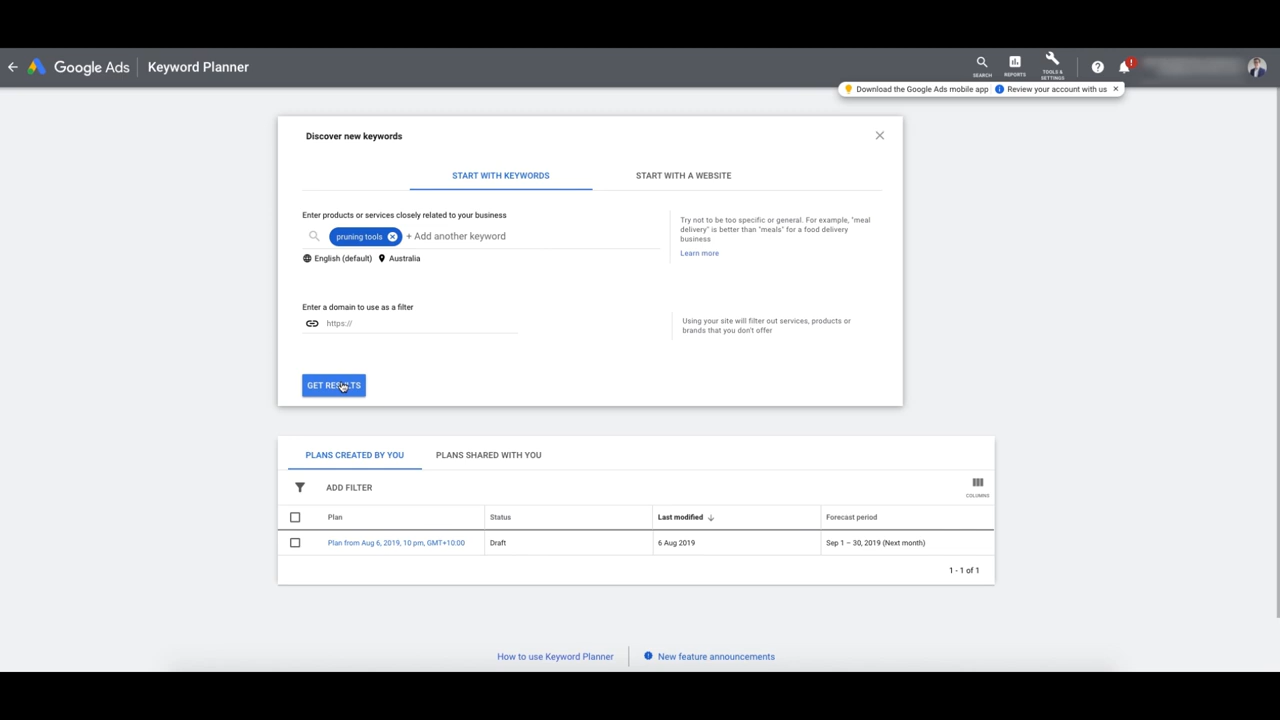 Google Ads Keyword Planner
SEARCH
REPORTS
TOOLS &
SETTINGS
Download the Google Ads mobile app Review your account with us
Discover new keywords
START WITH KEYWORDS START WITH A WEBSITE
Enter products or services closely related to your business
pruning tools + Add another keyword
English (default) Australia
Try not to be too specific or general. For example, "meal
delivery" is better than "meals" for a food delivery
business
Learn more
Enter a domain to use as a filter
https://
Using your site will filter out services, products or
brands that you don't offer
GET RESULTS
PLANS CREATED BY YOU PLANS SHARED WITH YOU
ADD FILTER
COLUMNS
Plan Status Last modified Forecast period
Plan from Aug 6, 2019, 10 pm, GMT+10:00 Draft 6 Aug 2019 Sep 1 – 30, 2019 (Next month)
1 - 1 of 1
How to use Keyword Planner New feature announcements